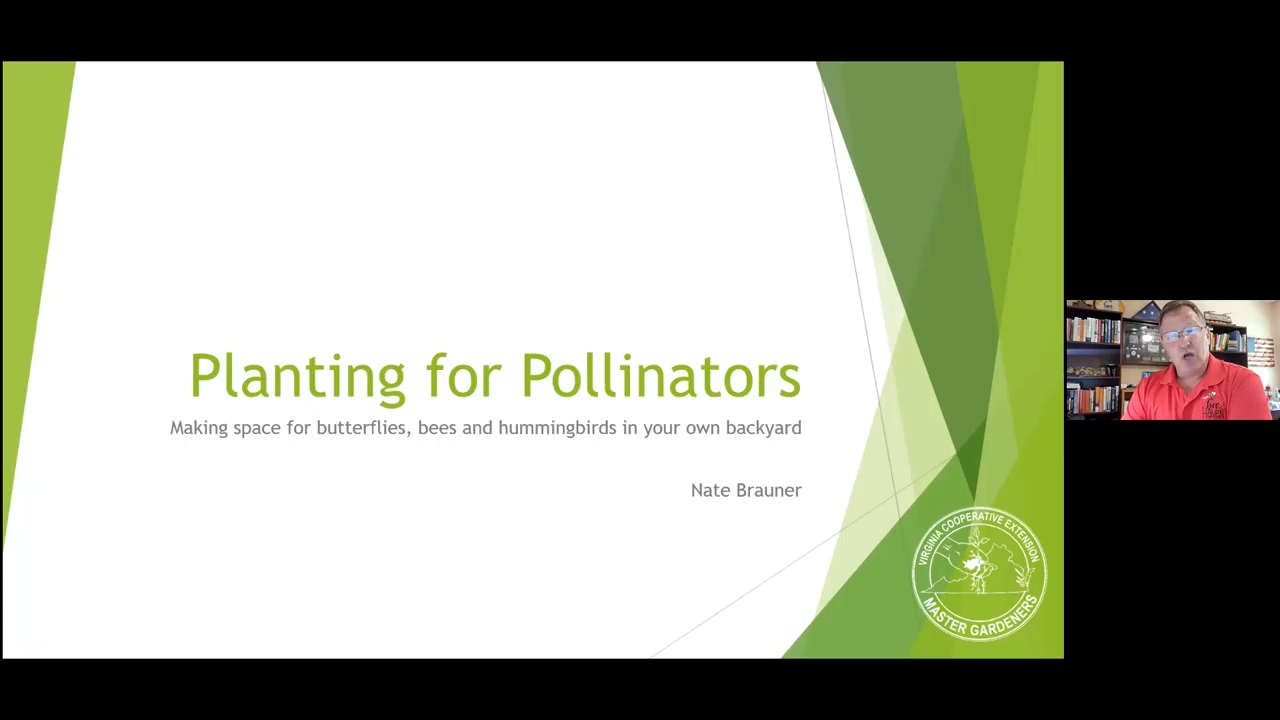 Planting for Pollinators
Making space for butterflies, bees and hummingbirds in your own backyard
Nate Brauner
VIRGINIA COOPERATIVE EXTENSION
MASTER GARDENERS